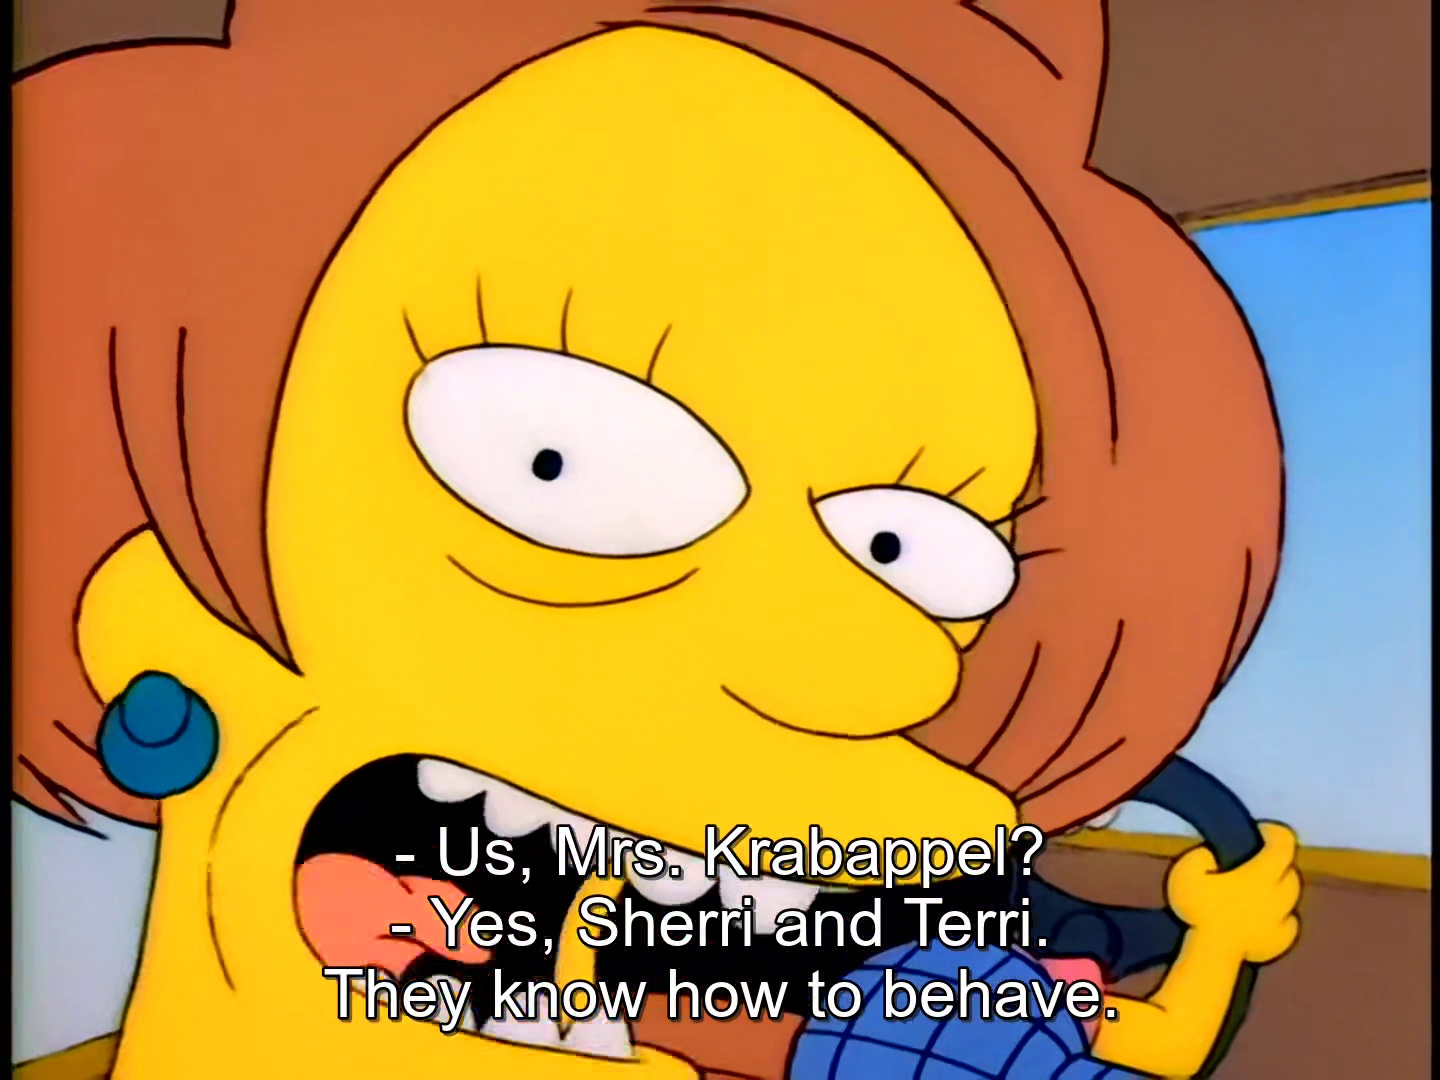 - Us, Mrs. Krabappel?
- Yes, Sherri and Terri.
They know how to behave.